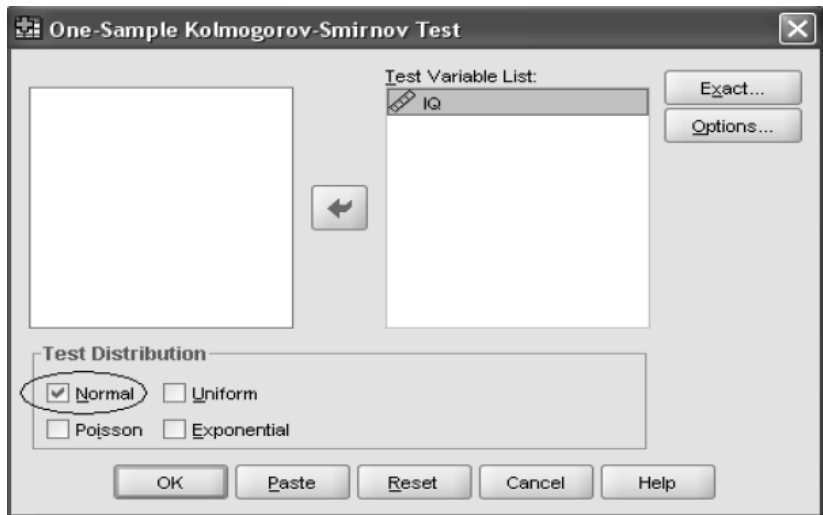 One-Sample Kolmogorov-Smirnov Test
Test Variable List:
IQ
Exact...
Options...
Test Distribution
Normal Uniform
Poisson Exponential
OK Paste Reset Cancel Help